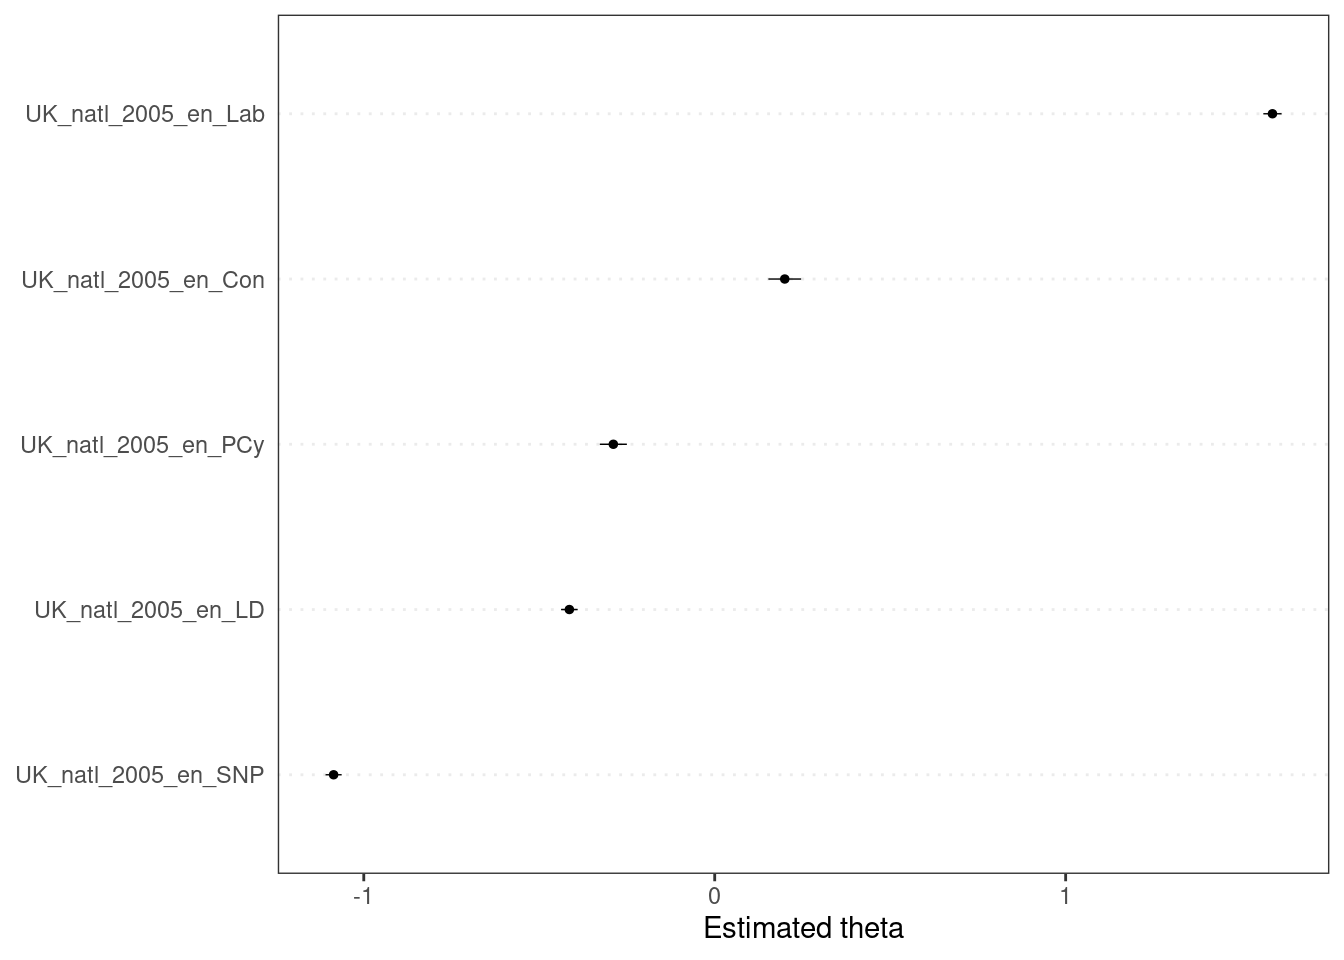 UK_natl_2005_en_Lab
UK_natl_2005_en_Con
UK_natl_2005_en_PCy
UK_natl_2005_en_LD
UK_natl_2005_en_SNP
-1 0 1
Estimated theta